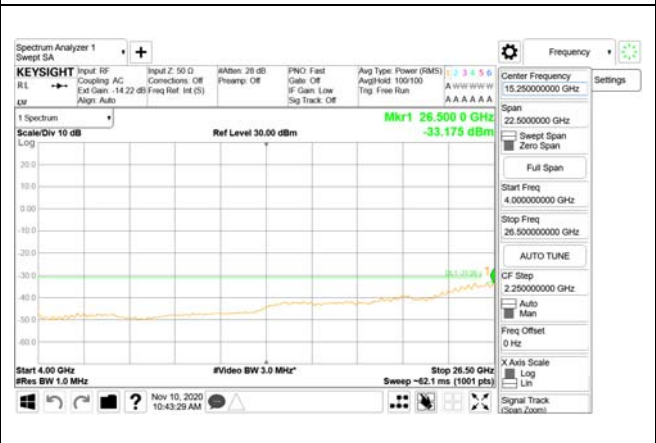 Spectrum Analyzer 1
Swept SA
Frequency
KEYSIGHT
RL
Input: RF
Coupling: AC
Ext Gain: -14.22 dB
Align: Auto
Input Z: 50 Ω
Corrections: Off
Freq Ref: Int (S)
#Atten: 28 dB
Preamp: Off
PNO: Fast
Gate: Off
IF Gain: Low
Sig Track: Off
Avg Type: Power (RMS)
Avg|Hold: 100/100
Trig: Free Run
1 2 3 4 5 6
A W W W W W
A A A A A A
1 Spectrum
Scale/Div 10 dB
Log
Ref Level 30.00 dBm
Mkr1 26.500 0 GHz
-33.175 dBm
20.0
10.0
0.00
-10.0
-20.0
-30.0
-40.0
-50.0
-60.0
1
Start 4.00 GHz
#Res BW 1.0 MHz
#Video BW 3.0 MHz*
Stop 26.50 GHz
Sweep ~62.1 ms (1001 pts)
Nov 10, 2020
10:43:29 AM
Center Frequency
15.250000000 GHz
Settings
Span
22.5000000000 GHz
Swept Span
Zero Span
Full Span
Start Freq
4.000000000 GHz
Stop Freq
26.500000000 GHz
AUTO TUNE
CF Step
2.250000000 GHz
Auto
Man
Freq Offset
0 Hz
X Axis Scale
Log
Lin
Signal Track
(Span Zoom)